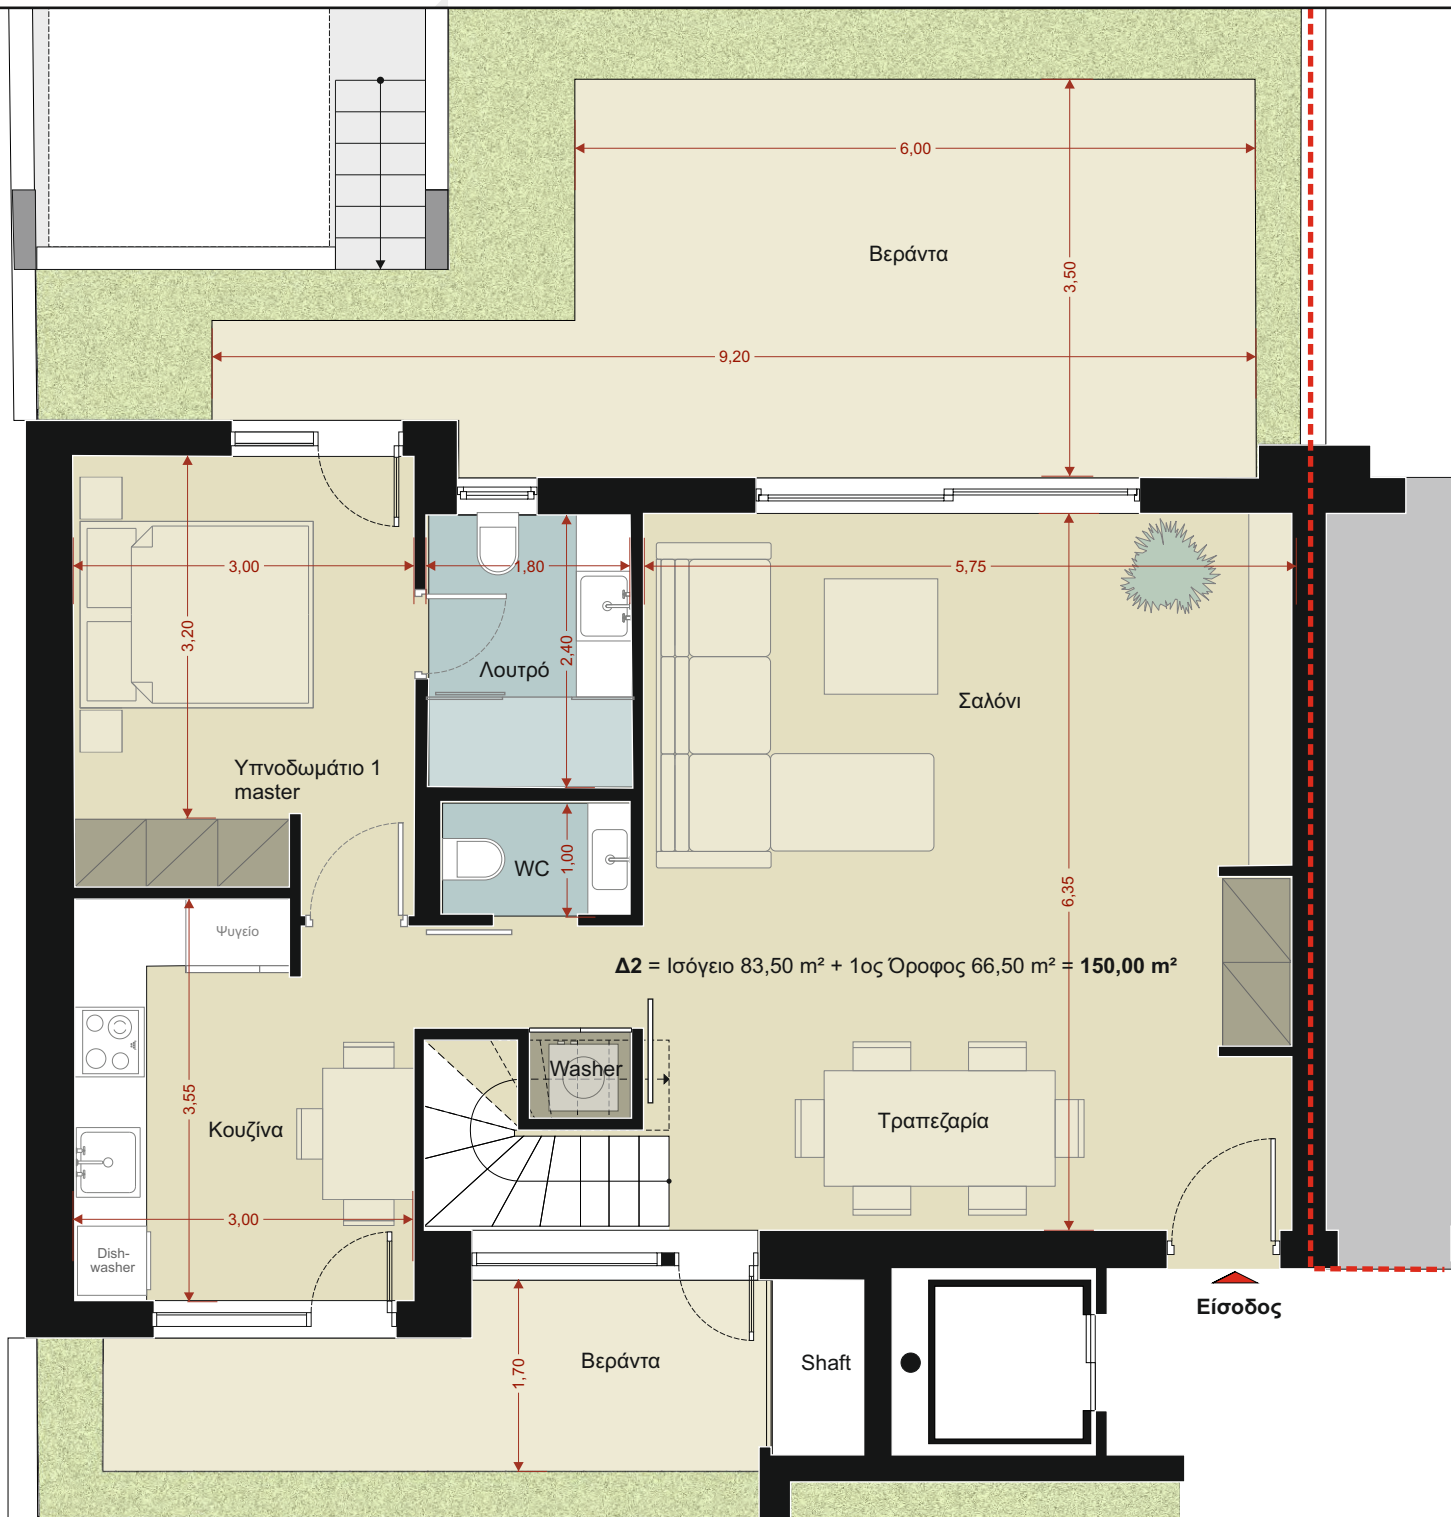 6,00
Βεράντα
3,50
9,20
3,00
1,80
5,75
3,20
2,40
Λουτρό
Σαλόνι
Υπνοδωμάτιο 1
master
WC
1,00
6,35
Ψυγείο
Δ2 = Ισόγειο 83,50 m² + 1ος Όροφος 66,50 m² = 150,00 m²
Washer
3,55
Κουζίνα
Τραπεζαρία
3,00
Dish-
washer
Είσοδος
Βεράντα
1,70
Shaft